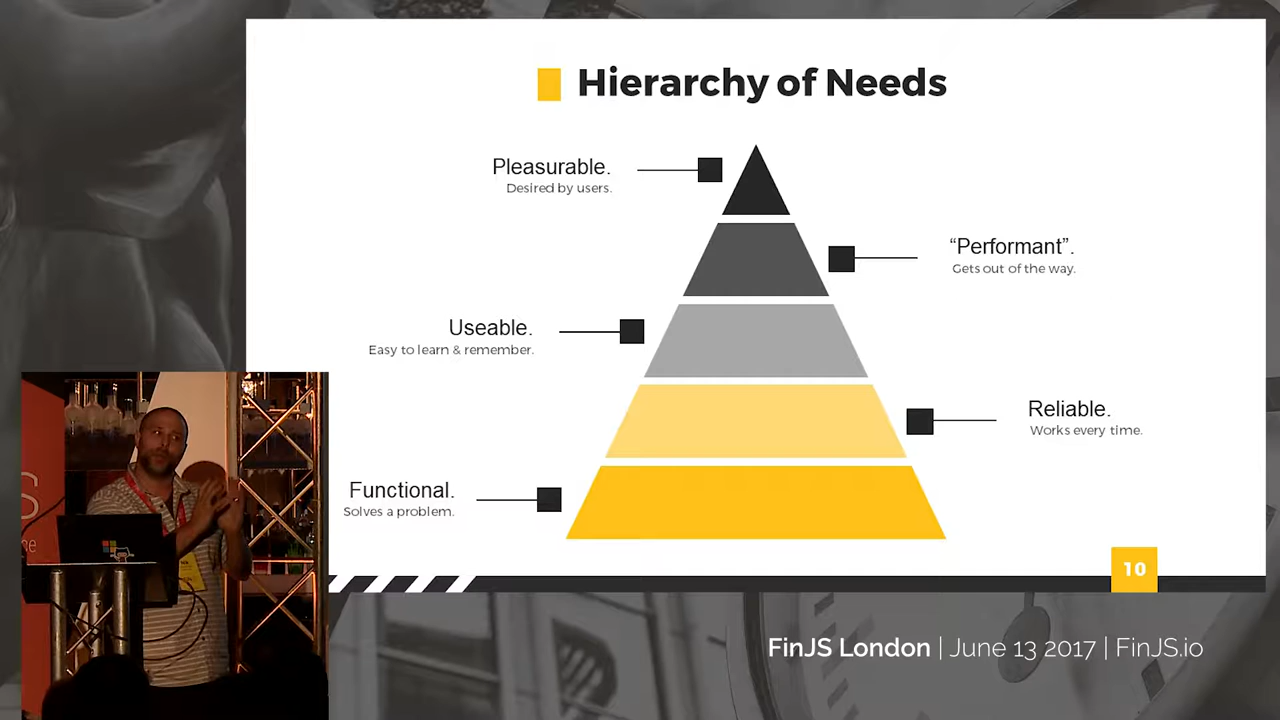 Hierarchy of Needs
Pleasurable.
Desired by users.
“Performant”.
Gets out of the way.
Useable.
Easy to learn & remember.
Reliable.
Works every time.
Functional.
Solves a problem.
10
FinJS London | June 13 2017 | FinJS.io